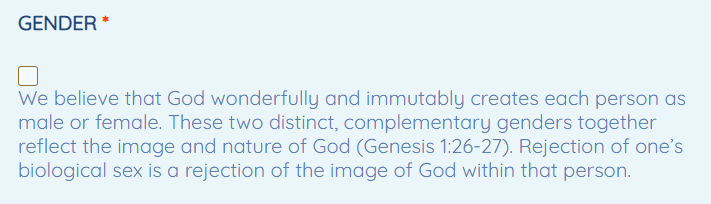 GENDER *
We believe that God wonderfully and immutably creates each person as
male or female. These two distinct, complementary genders together
reflect the image and nature of God (Genesis 1:26-27). Rejection of one’s
biological sex is a rejection of the image of God within that person.